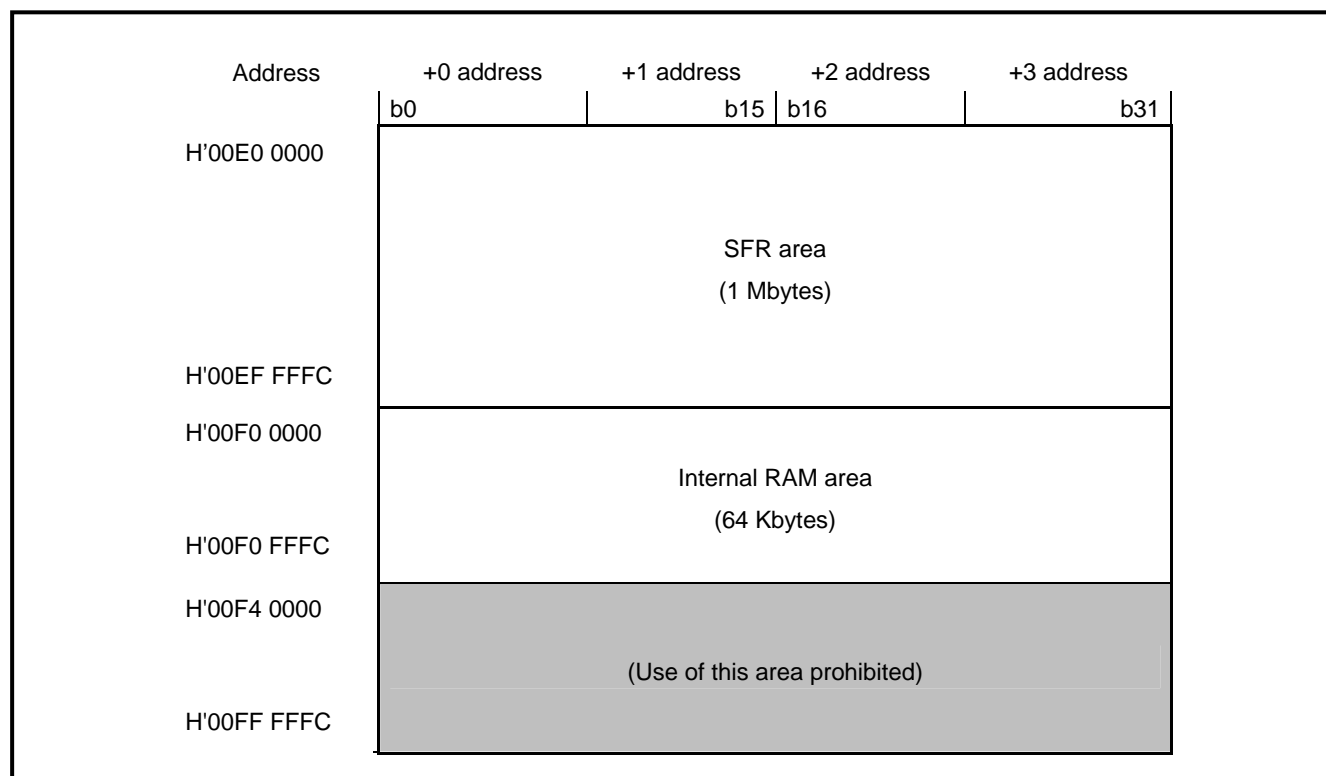 Address +0 address +1 address +2 address +3 address
b0 b15 b16 b31
H'00E0 0000
SFR area
(1 Mbytes)
H'00EF FFFC
H'00F0 0000
Internal RAM area
(64 Kbytes)
H'00F0 FFFC
H'00F4 0000
(Use of this area prohibited)
H'00FF FFFC